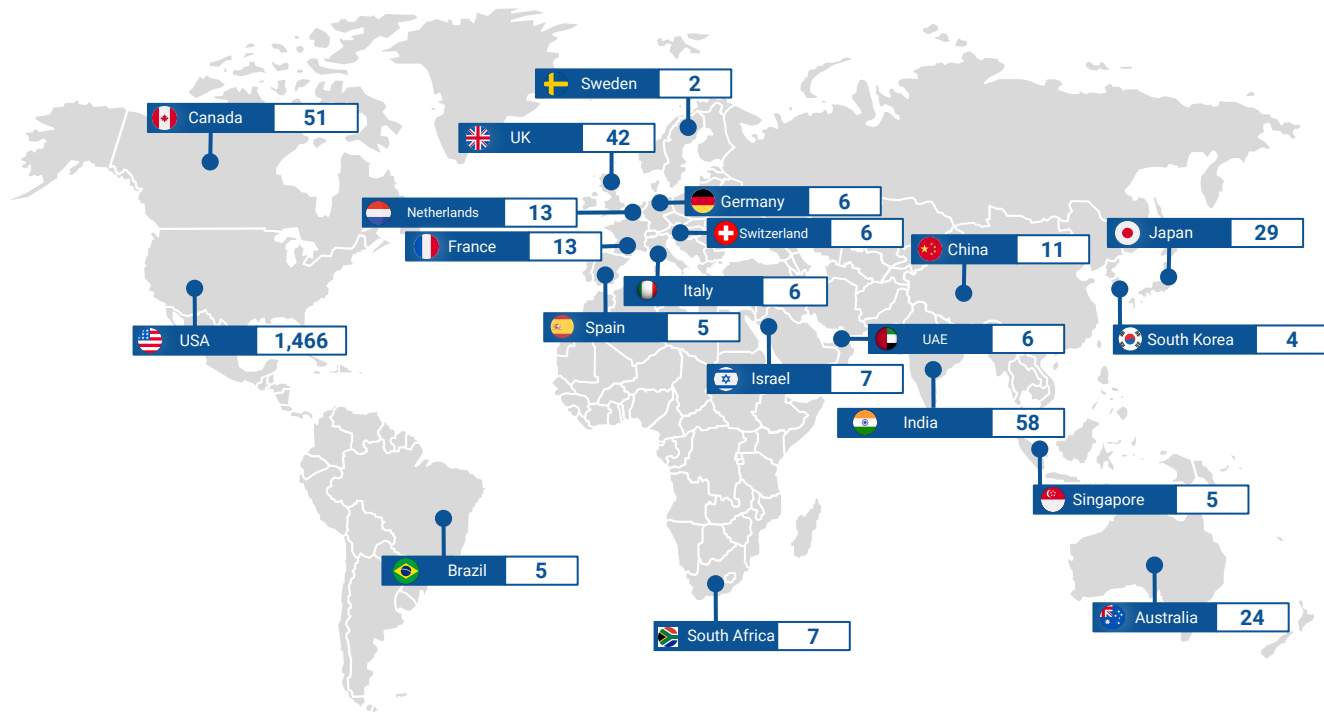 Sweden 2
Canada 51
UK 42
Germany 6
Netherlands 13
Switzerland 6
Japan 29
France 13
China 11
Italy 6
Spain 5
USA 1,466
UAE 6
South Korea 4
Israel 7
India 58
Singapore 5
Brazil 5
Australia 24
South Africa 7